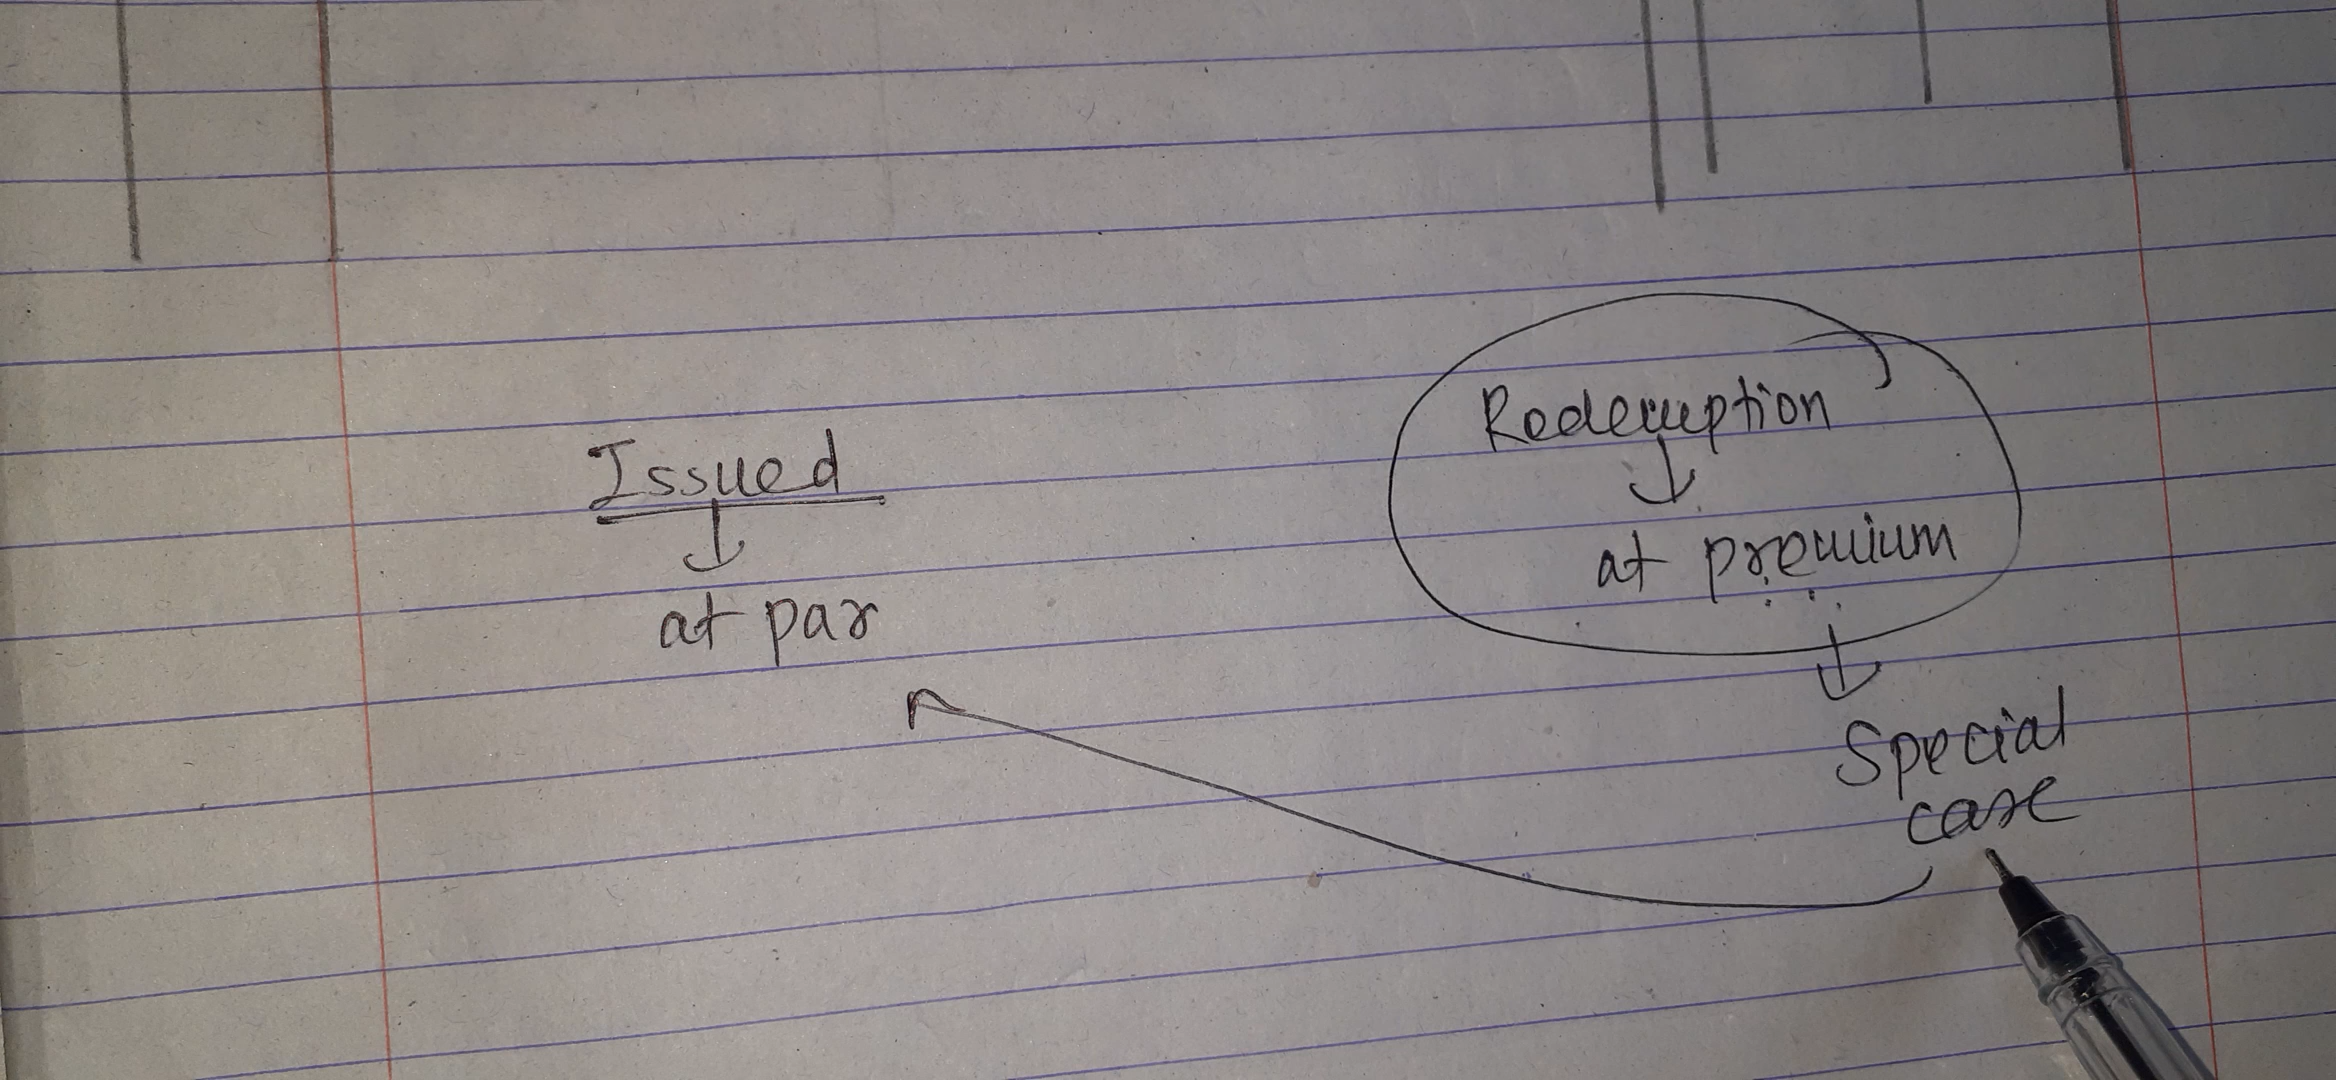 Issued
at par
Redemption
at premium
Special
case